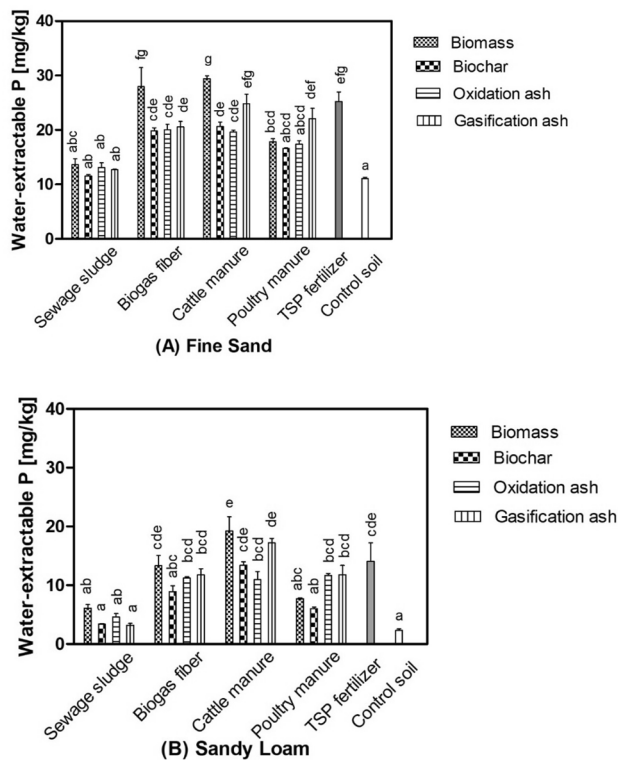 Water-extractable P [mg/kg]
40
30
20
10
0
abc
ab
ab
ab
fg
cde
cde
de
g
de
cde
efg
bcd
abcd
abcd
def
efg
a
Biomass
Biochar
Oxidation ash
Gasification ash
Sewage sludge
Biogas fiber
Cattle manure
Poultry manure
TSP fertilizer
Control soil
(A) Fine Sand
Water-extractable P [mg/kg]
40
30
20
10
0
ab
a
ab
a
cde
abc
bcd
bcd
e
cde
bcd
de
abc
ab
bcd
bcd
cde
a
Biomass
Biochar
Oxidation ash
Gasification ash
Sewage sludge
Biogas fiber
Cattle manure
Poultry manure
TSP fertilizer
Control soil
(B) Sandy Loam